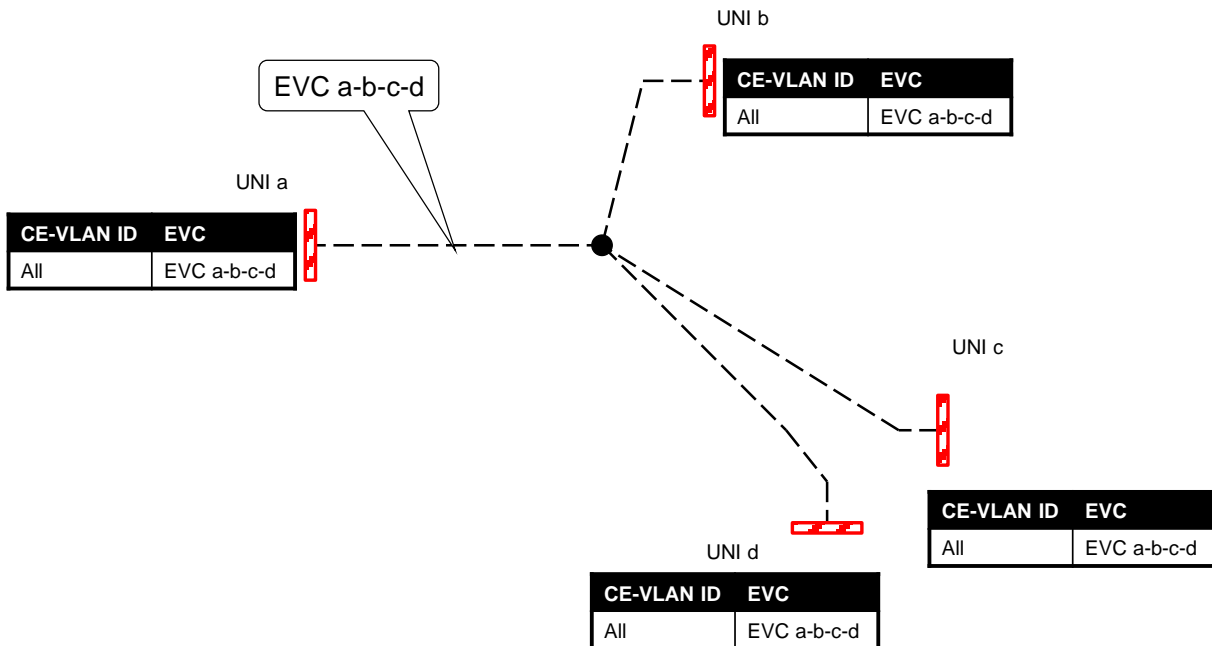 UNI b
CE-VLAN ID EVC
All EVC a-b-c-d
EVC a-b-c-d
UNI a
CE-VLAN ID EVC
All EVC a-b-c-d
UNI c
CE-VLAN ID EVC
All EVC a-b-c-d
UNI d
CE-VLAN ID EVC
All EVC a-b-c-d